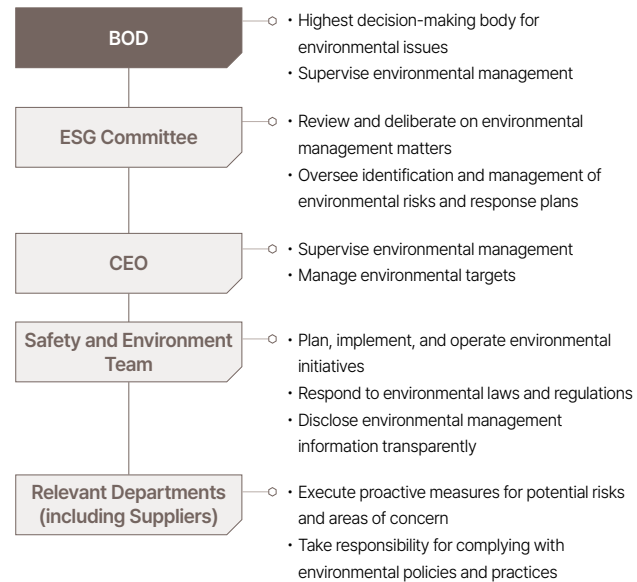 BOD
• Highest decision-making body for
environmental issues
• Supervise environmental management
ESG Committee
• Review and deliberate on environmental
management matters
• Oversee identification and management of
environmental risks and response plans
CEO
• Supervise environmental management
• Manage environmental targets
Safety and Environment
Team
• Plan, implement, and operate environmental
initiatives
• Respond to environmental laws and regulations
• Disclose environmental management
information transparently
Relevant Departments
(including Suppliers)
• Execute proactive measures for potential risks
and areas of concern
• Take responsibility for complying with
environmental policies and practices